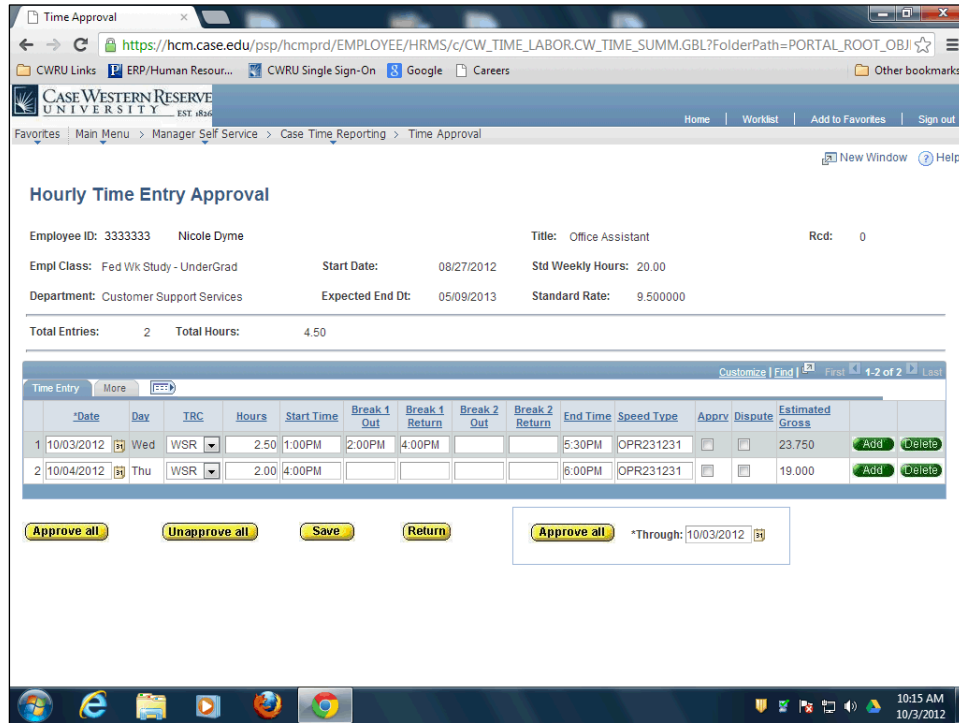 Time Approval
https://hcm.case.edu/psp/hcmprd/EMPLOYEE/HRMS/c/CW_TIME_LABOR.CW_TIME_SUMM.GBL?FolderPath=PORTAL_ROOT_OBJ
CWRU Links ERP/Human Resour... CWRU Single Sign-On Google Careers Other bookmarks
CASE WESTERN RESERVE
UNIVERSITY EST. 1826
Home | Worklist | Add to Favorites | Sign out
Favorites Main Menu > Manager Self Service > Case Time Reporting > Time Approval
New Window Help
Hourly Time Entry Approval
Employee ID: 3333333 Nicole Dyme Title: Office Assistant Rcd: 0
Empl Class: Fed Wk Study - UnderGrad Start Date: 08/27/2012 Std Weekly Hours: 20.00
Department: Customer Support Services Expected End Dt: 05/09/2013 Standard Rate: 9.500000
Total Entries: 2 Total Hours: 4.50
Customize | Find | First 1-2 of 2 Last
Time Entry More
*Date Day TRC Hours Start Time Break 1 Out Break 1 Return Break 2 Out Break 2 Return End Time Speed Type Apprv Dispute Estimated Gross
1 10/03/2012 Wed WSR 2.50 1:00PM 2:00PM 4:00PM 5:30PM OPR231231 23.750 Add Delete
2 10/04/2012 Thu WSR 2.00 4:00PM 6:00PM OPR231231 19.000 Add Delete
Approve all Unapprove all Save Return Approve all *Through: 10/03/2012
10:15 AM
10/3/2012